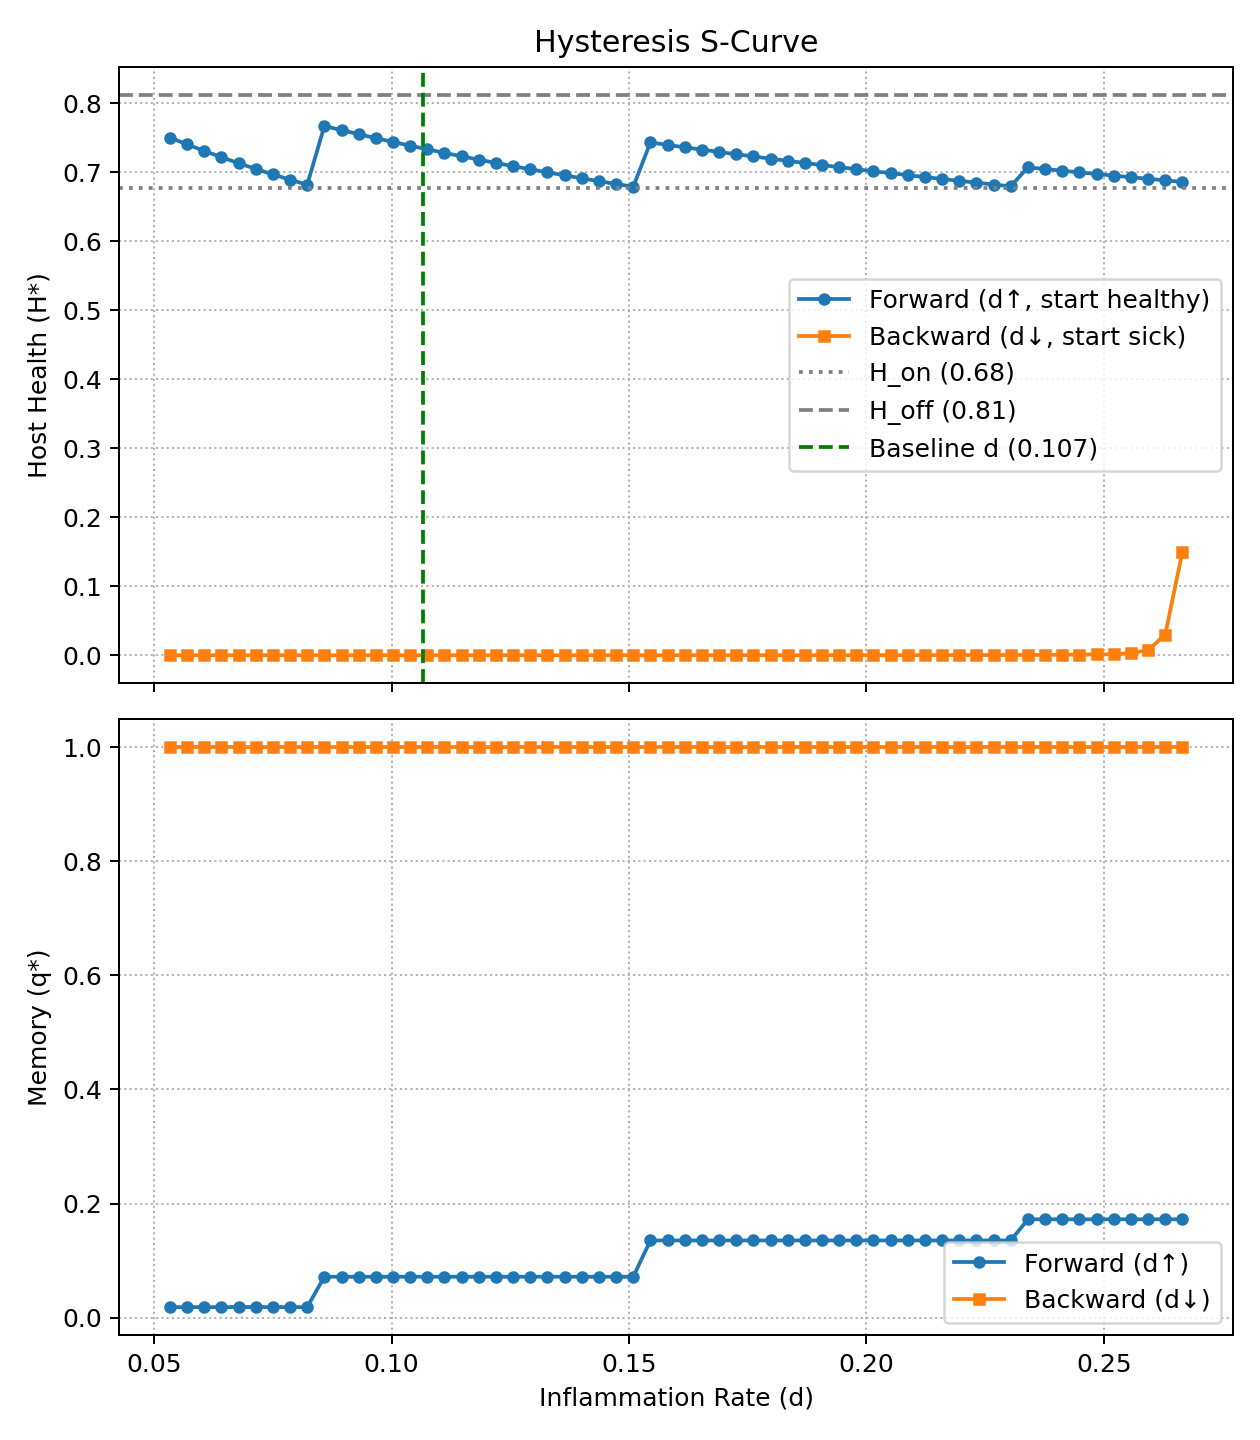 Hysteresis S-Curve
Host Health (H*)
0.8
0.7
0.6
0.5
0.4
0.3
0.2
0.1
0.0
Forward (d↑, start healthy)
Backward (d↓, start sick)
H_on (0.68)
H_off (0.81)
Baseline d (0.107)
Memory (q*)
1.0
0.8
0.6
0.4
0.2
0.0
Forward (d↑)
Backward (d↓)
0.05 0.10 0.15 0.20 0.25
Inflammation Rate (d)